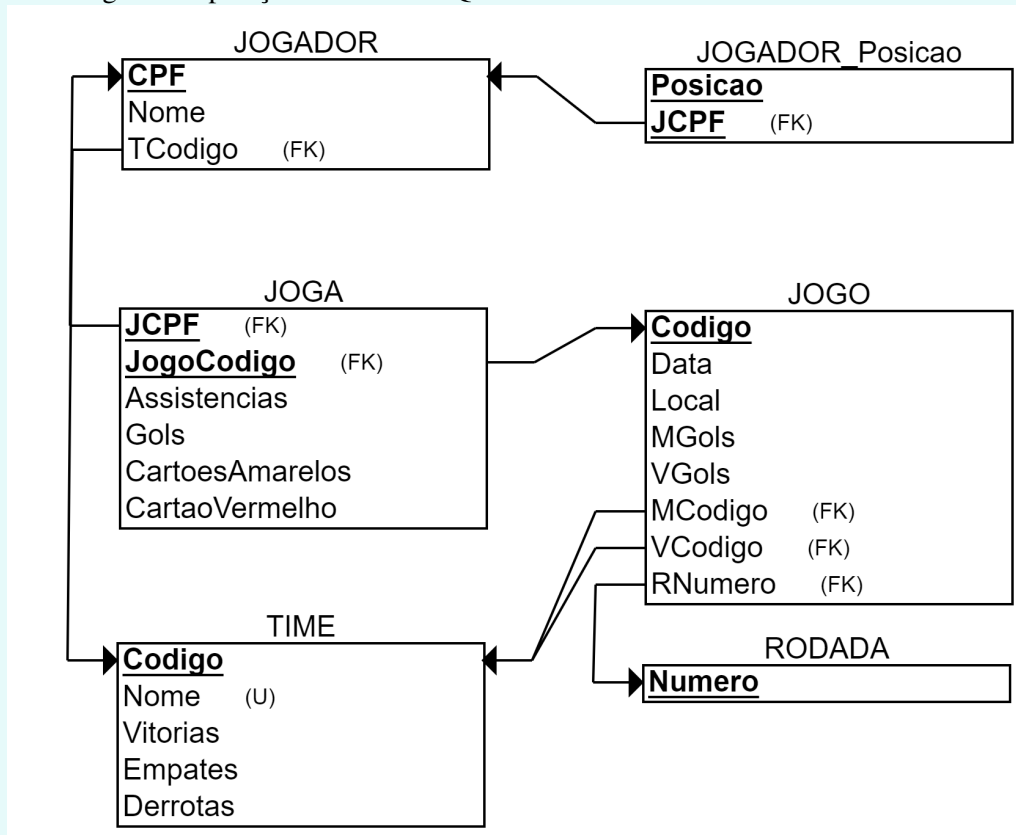 JOGADOR
CPF
Nome
TCodigo (FK)
JOGADOR_Posicao
Posicao
JCPF (FK)
JOGA
JCPF (FK)
JogoCodigo (FK)
Assistencias
Gols
CartoesAmarelos
CartaoVermelho
JOGO
Codigo
Data
Local
MGols
VGols
MCodigo (FK)
VCodigo (FK)
RNumero (FK)
TIME
Codigo
Nome (U)
Vitorias
Empates
Derrotas
RODADA
Numero